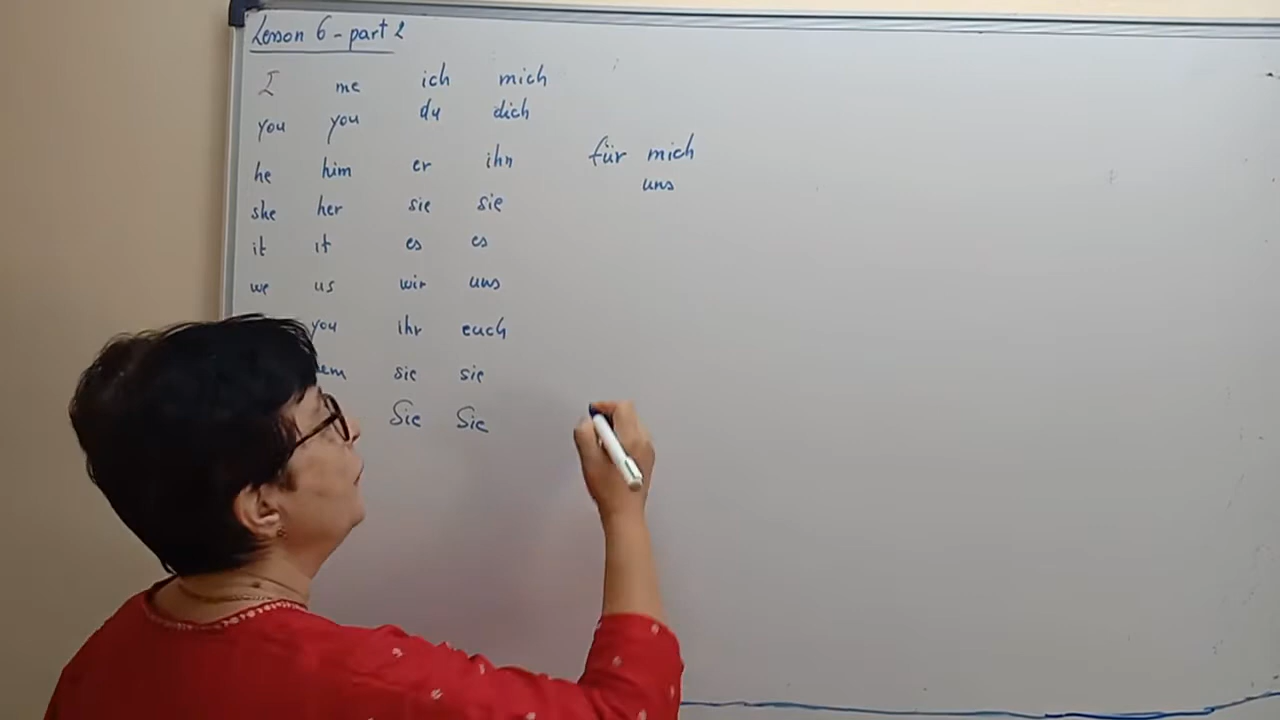 Lesson 6 - part 2
I me ich mich
you you du dich
he him er ihn
für mich
uns
she her sie sie
it it es es
we us wir uns
you ihr euch
sie sie
Sie Sie